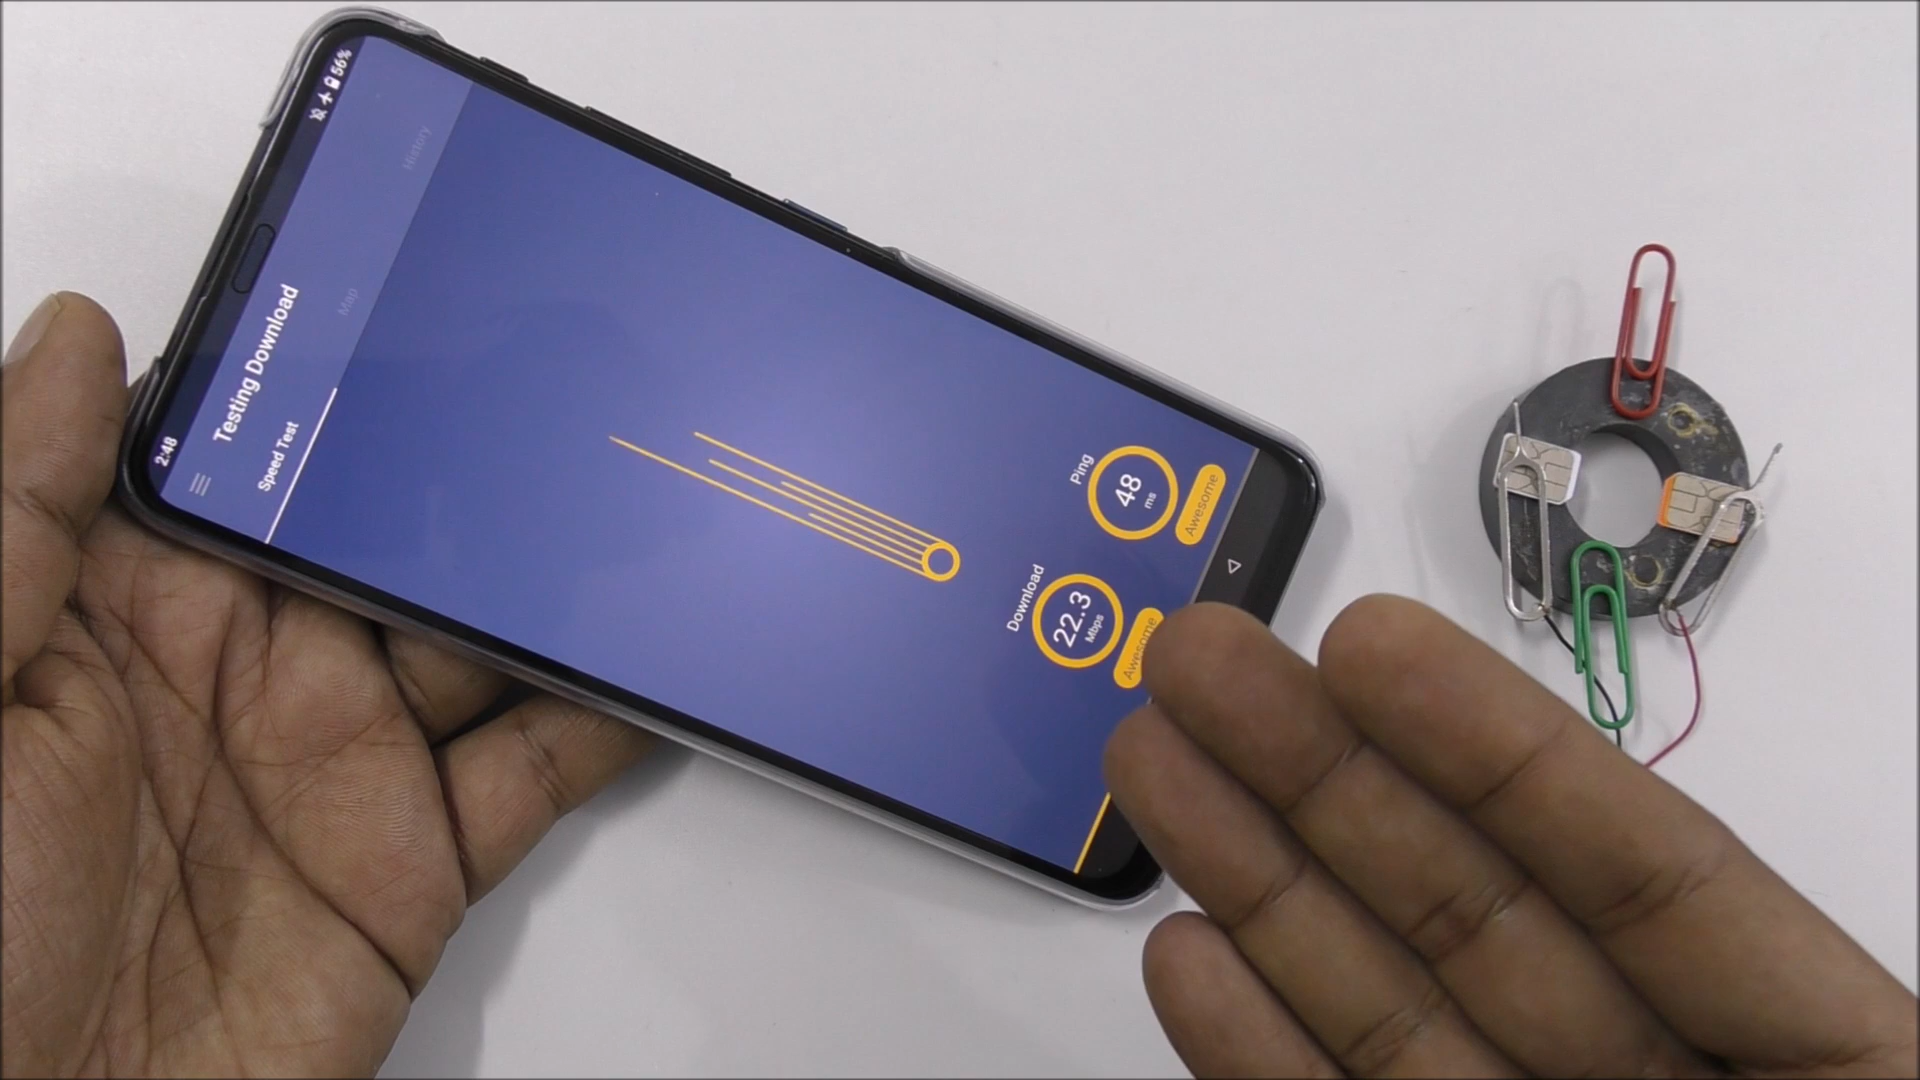 2:48
56%
Testing Download
Speed Test
Map
History
Download
22.3
Mbps
Awesome
Ping
48
ms
Awesome